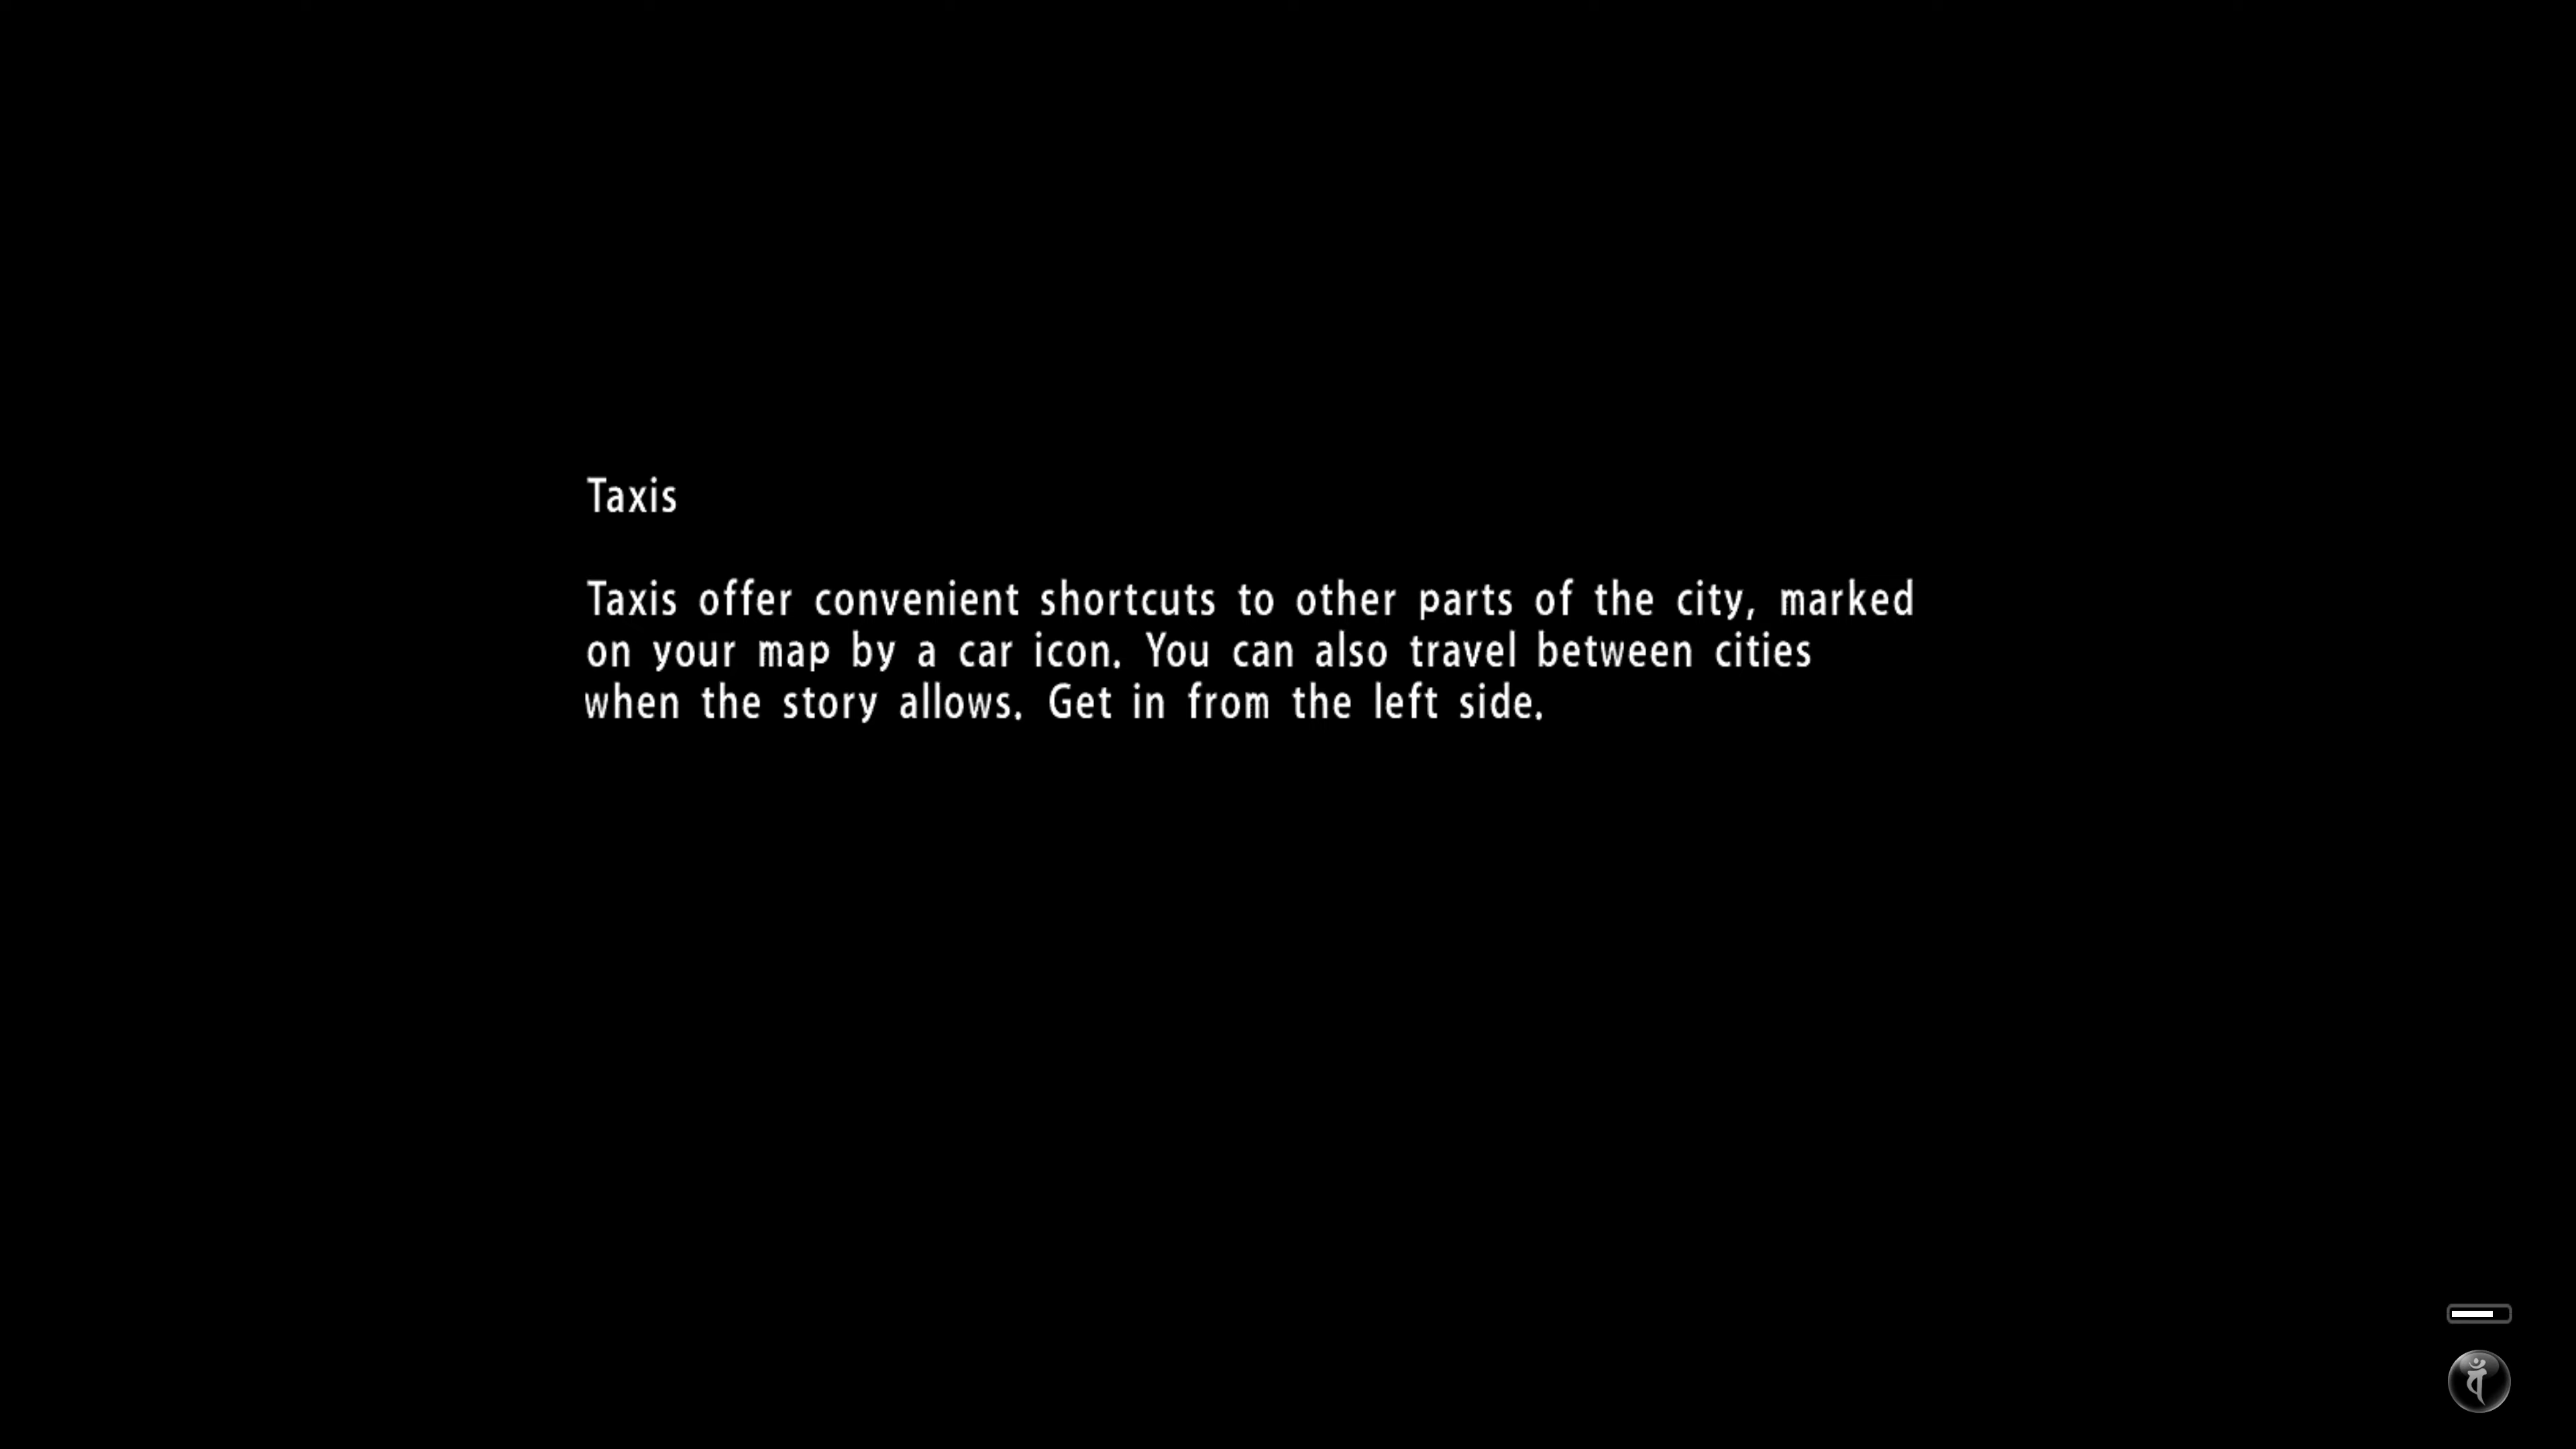 Taxis
Taxis offer convenient shortcuts to other parts of the city, marked
on your map by a car icon. You can also travel between cities
when the story allows. Get in from the left side.